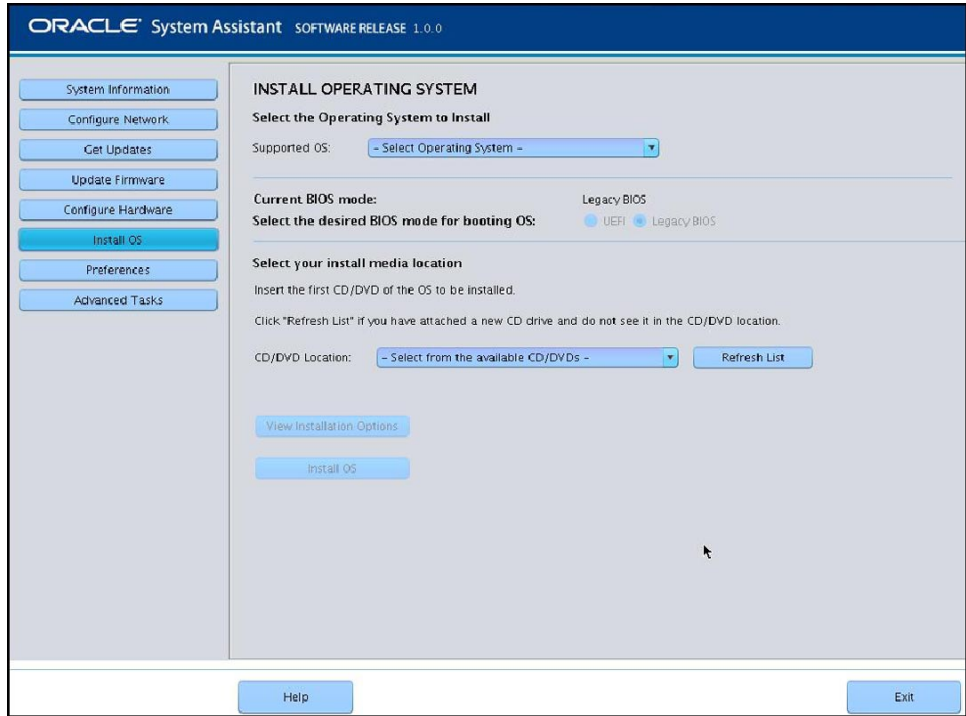 ORACLE System Assistant SOFTWARE RELEASE 1.0.0
System Information
Configure Network
Get Updates
Update Firmware
Configure Hardware
Install OS
Preferences
Advanced Tasks
INSTALL OPERATING SYSTEM
Select the Operating System to Install
Supported OS: - Select Operating System -
Current BIOS mode: Legacy BIOS
Select the desired BIOS mode for booting OS: UEFI Legacy BIOS
Select your install media location
Insert the first CD/DVD of the OS to be installed.
Click "Refresh List" if you have attached a new CD drive and do not see it in the CD/DVD location.
CD/DVD Location: - Select from the available CD/DVDs - Refresh List
View Installation Options
Install OS
Help Exit